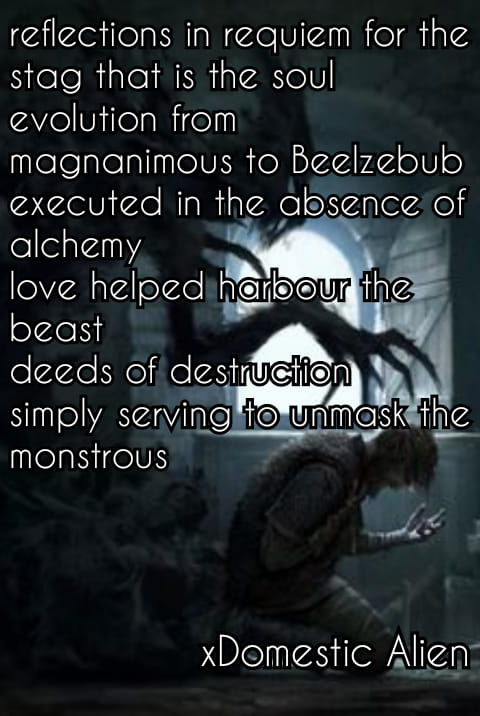 reflections in requiem for the
stag that is the soul
evolution from
magnanimous to Beelzebub
executed in the absence of
alchemy
love helped harbour the
beast
deeds of destruction
simply serving to unmask the
monstrous
xDomestic Alien